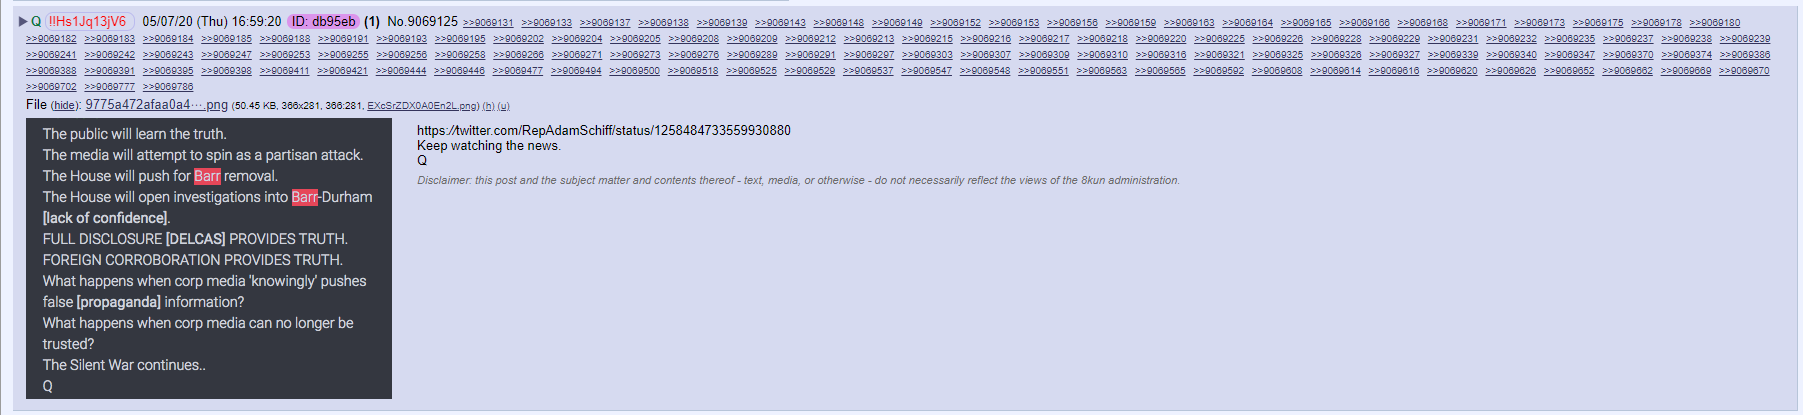 ▶Q !!Hs1Jq13jV6 05/07/20 (Thu) 16:59:20 ID: db95eb (1) No.9069125 >>9069131 >>9069133 >>9069137 >>9069138 >>9069139 >>9069143 >>9069148 >>9069149 >>9069152 >>9069153 >>9069156 >>9069159 >>9069163 >>9069164 >>9069165 >>9069166 >>9069168 >>9069171 >>9069173 >>9069175 >>9069178 >>9069180
>>9069182 >>9069183 >>9069184 >>9069185 >>9069188 >>9069191 >>9069193 >>9069195 >>9069202 >>9069204 >>9069205 >>9069208 >>9069209 >>9069212 >>9069213 >>9069215 >>9069216 >>9069217 >>9069218 >>9069220 >>9069225 >>9069226 >>9069228 >>9069229 >>9069231 >>9069232 >>9069235 >>9069237 >>9069238 >>9069239
>>9069241 >>9069242 >>9069243 >>9069247 >>9069253 >>9069255 >>9069256 >>9069258 >>9069266 >>9069271 >>9069273 >>9069276 >>9069289 >>9069291 >>9069297 >>9069303 >>9069307 >>9069309 >>9069310 >>9069316 >>9069321 >>9069325 >>9069326 >>9069327 >>9069339 >>9069340 >>9069347 >>9069370 >>9069374 >>9069386
>>9069388 >>9069391 >>9069395 >>9069398 >>9069411 >>9069421 >>9069444 >>9069446 >>9069477 >>9069494 >>9069500 >>9069518 >>9069525 >>9069529 >>9069537 >>9069547 >>9069548 >>9069551 >>9069563 >>9069565 >>9069592 >>9069608 >>9069614 >>9069616 >>9069620 >>9069626 >>9069652 >>9069662 >>9069669 >>9069670
>>9069702 >>9069777 >>9069786
File (hide): 9775a472afaa0a4⋯.png (50.45 KB, 366x281, 366:281, EXcSrZDX0A0En2L.png) (h) (u)
The public will learn the truth.
The media will attempt to spin as a partisan attack.
The House will push for Barr removal.
The House will open investigations into Barr-Durham
[lack of confidence].
FULL DISCLOSURE [DELCAS] PROVIDES TRUTH.
FOREIGN CORROBORATION PROVIDES TRUTH.
What happens when corp media 'knowingly' pushes
false [propaganda] information?
What happens when corp media can no longer be
trusted?
The Silent War continues..
Q
https://twitter.com/RepAdamSchiff/status/1258484733559930880
Keep watching the news.
Q
Disclaimer: this post and the subject matter and contents thereof - text, media, or otherwise - do not necessarily reflect the views of the 8kun administration.